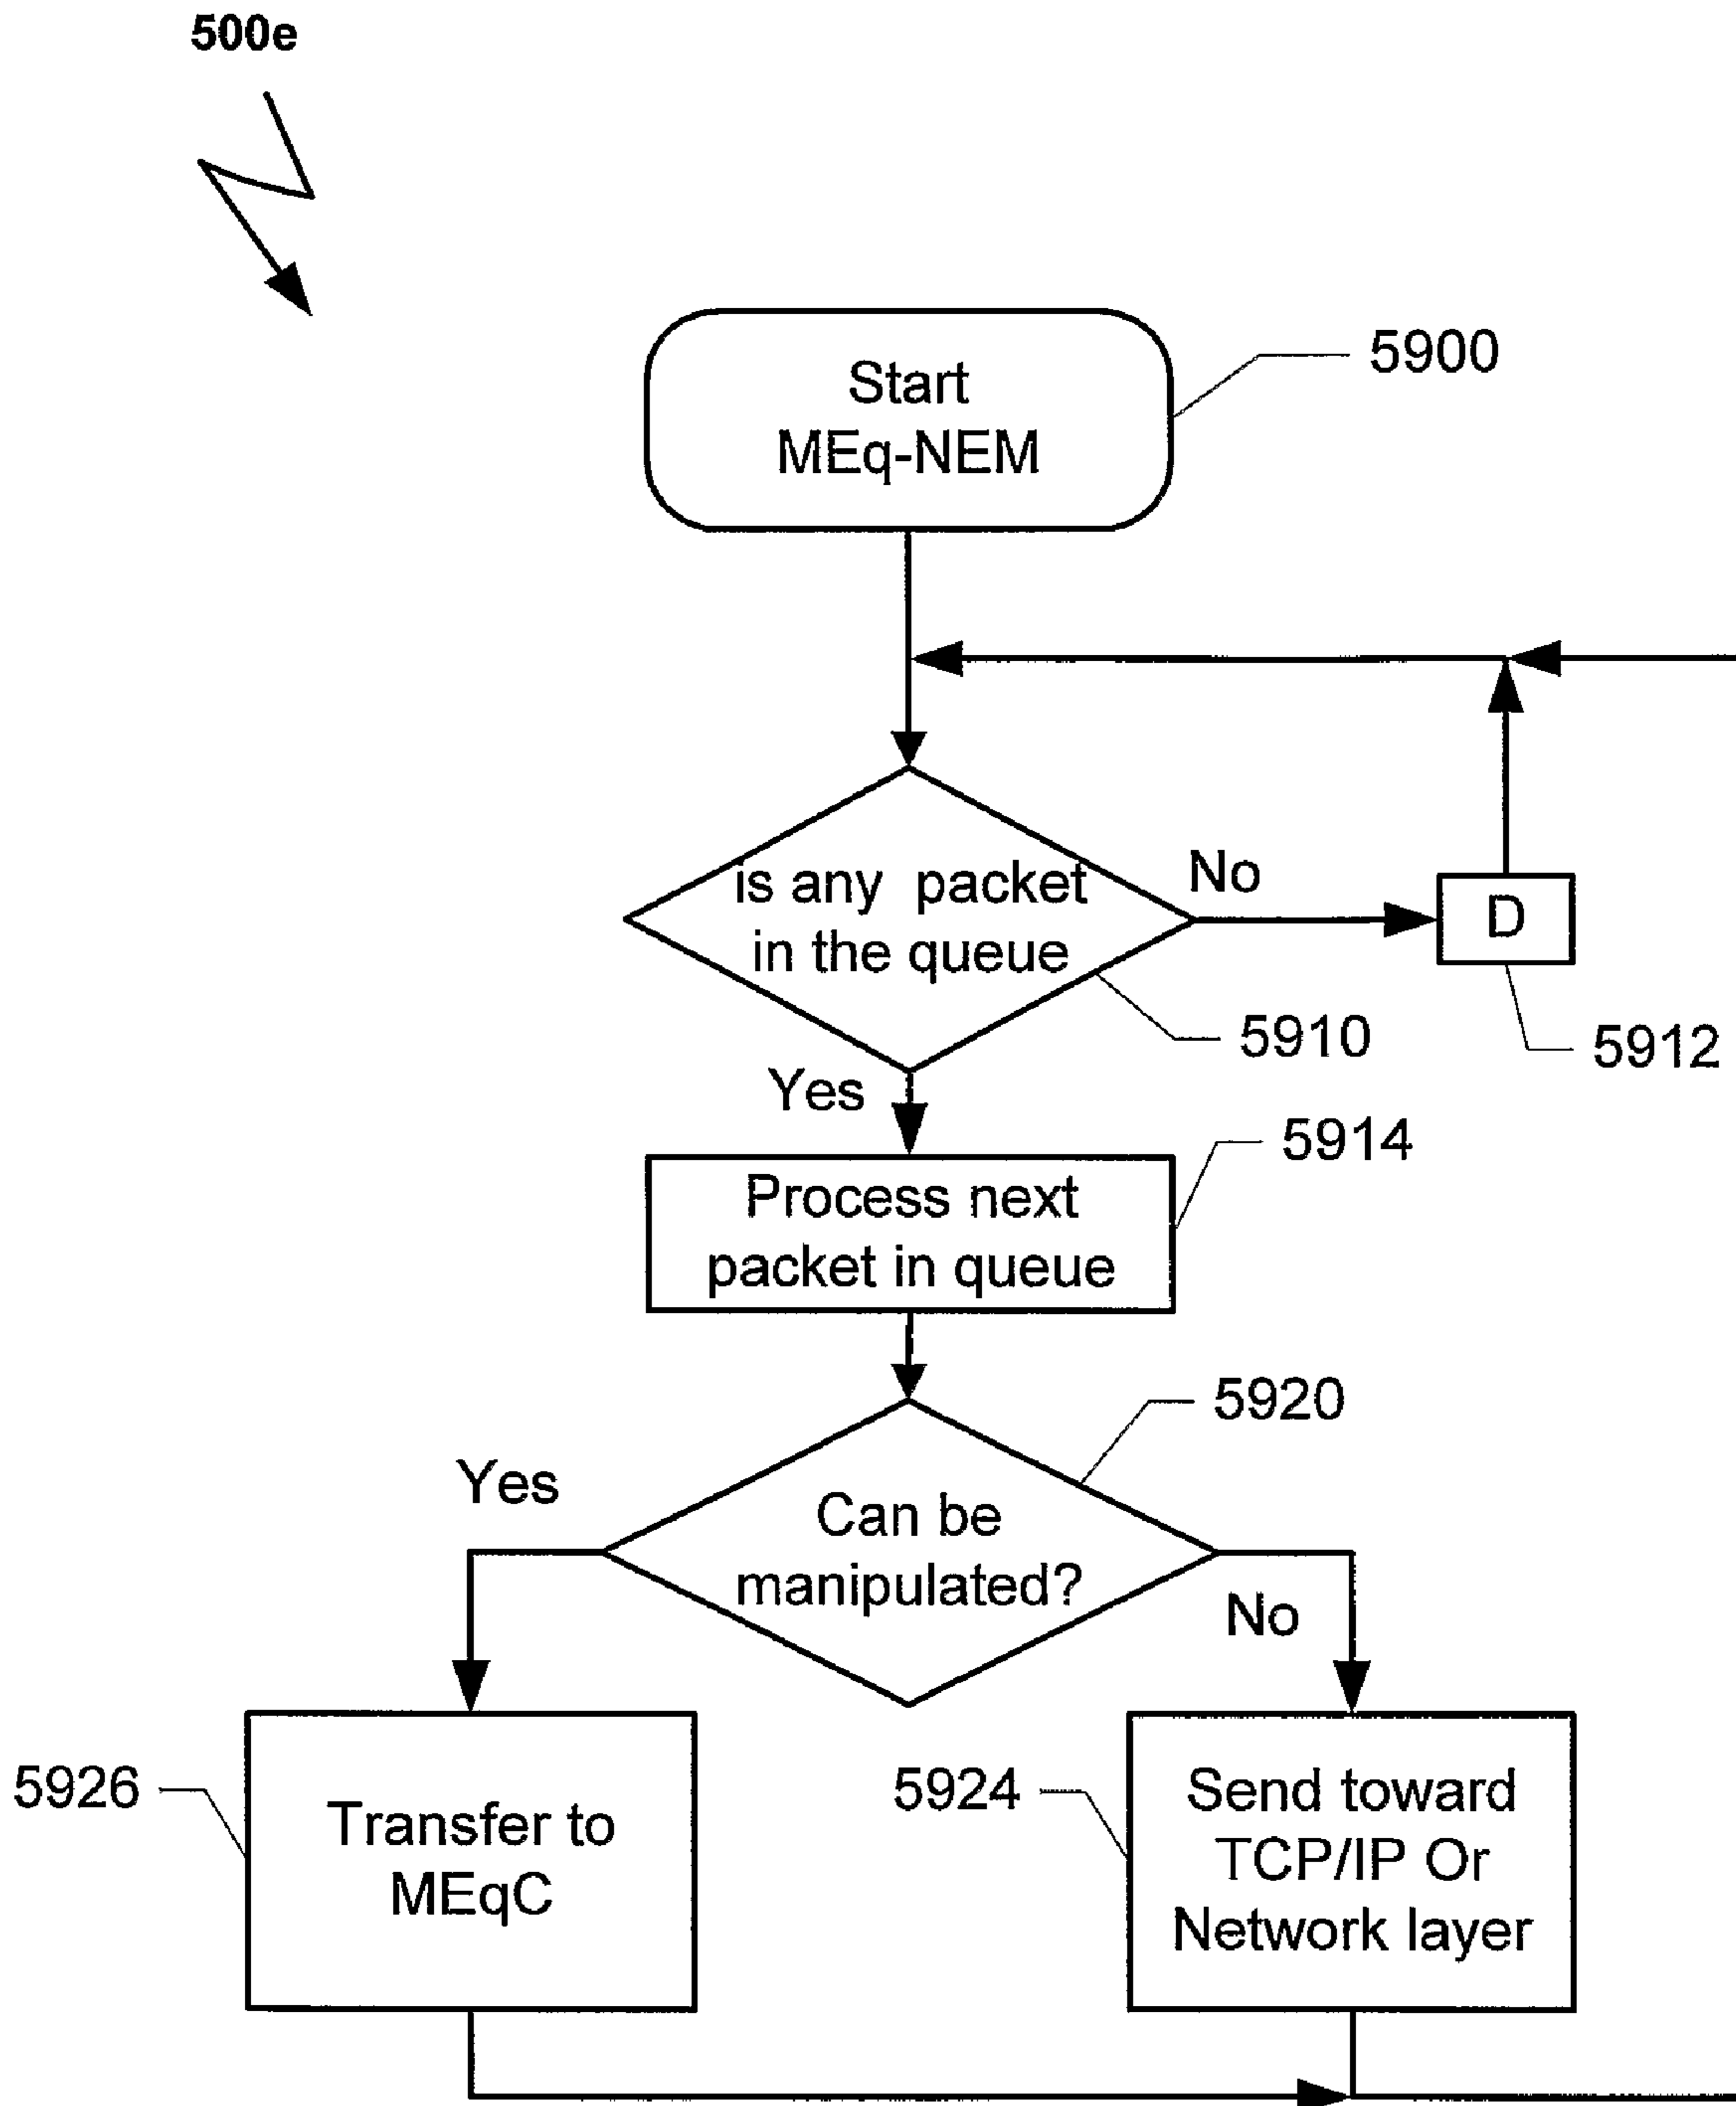 500e
Start
MEq-NEM
5900
is any packet
in the queue
No
D
5910
5912
Yes
5914
Process next
packet in queue
5920
Yes
Can be
manipulated?
No
5926
Transfer to
MEqC
5924
Send toward
TCP/IP Or
Network layer